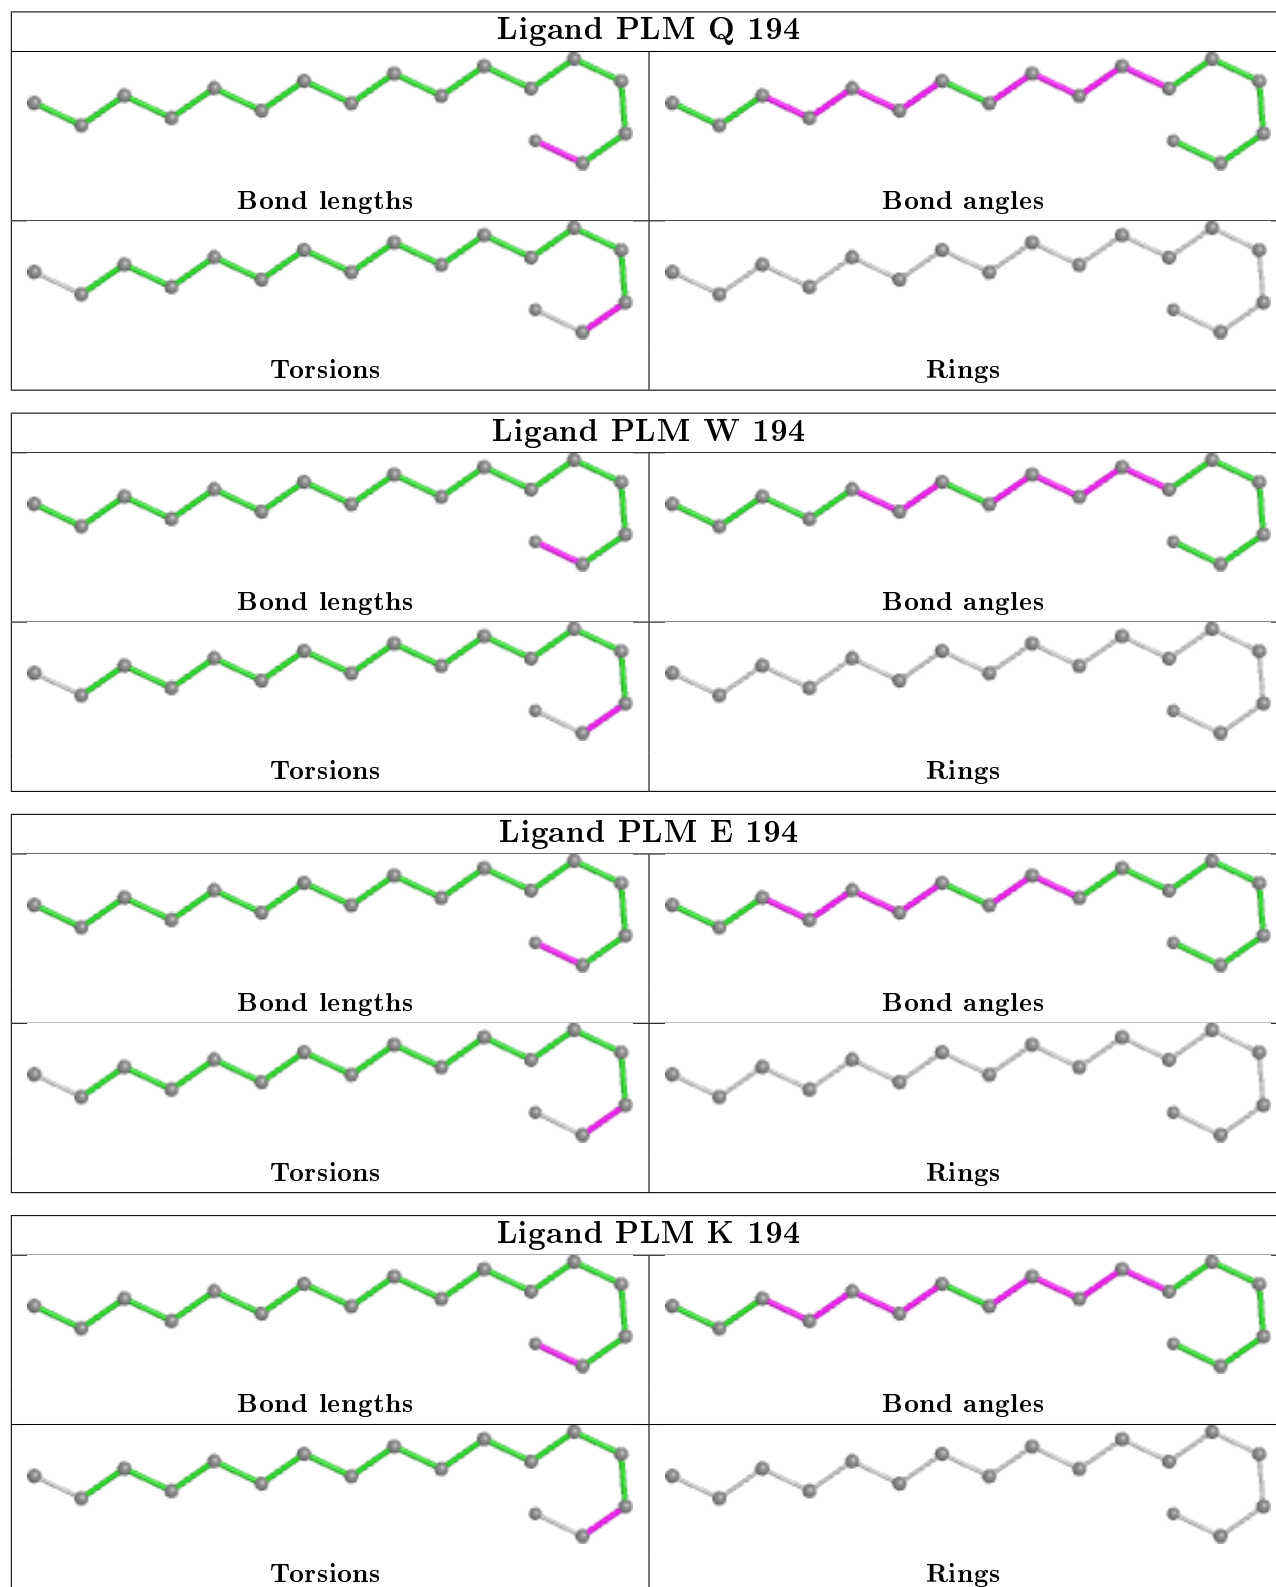 Ligand PLM Q 194
Bond lengths
Bond angles
Torsions
Rings
Ligand PLM W 194
Bond lengths
Bond angles
Torsions
Rings
Ligand PLM E 194
Bond lengths
Bond angles
Torsions
Rings
Ligand PLM K 194
Bond lengths
Bond angles
Torsions
Rings